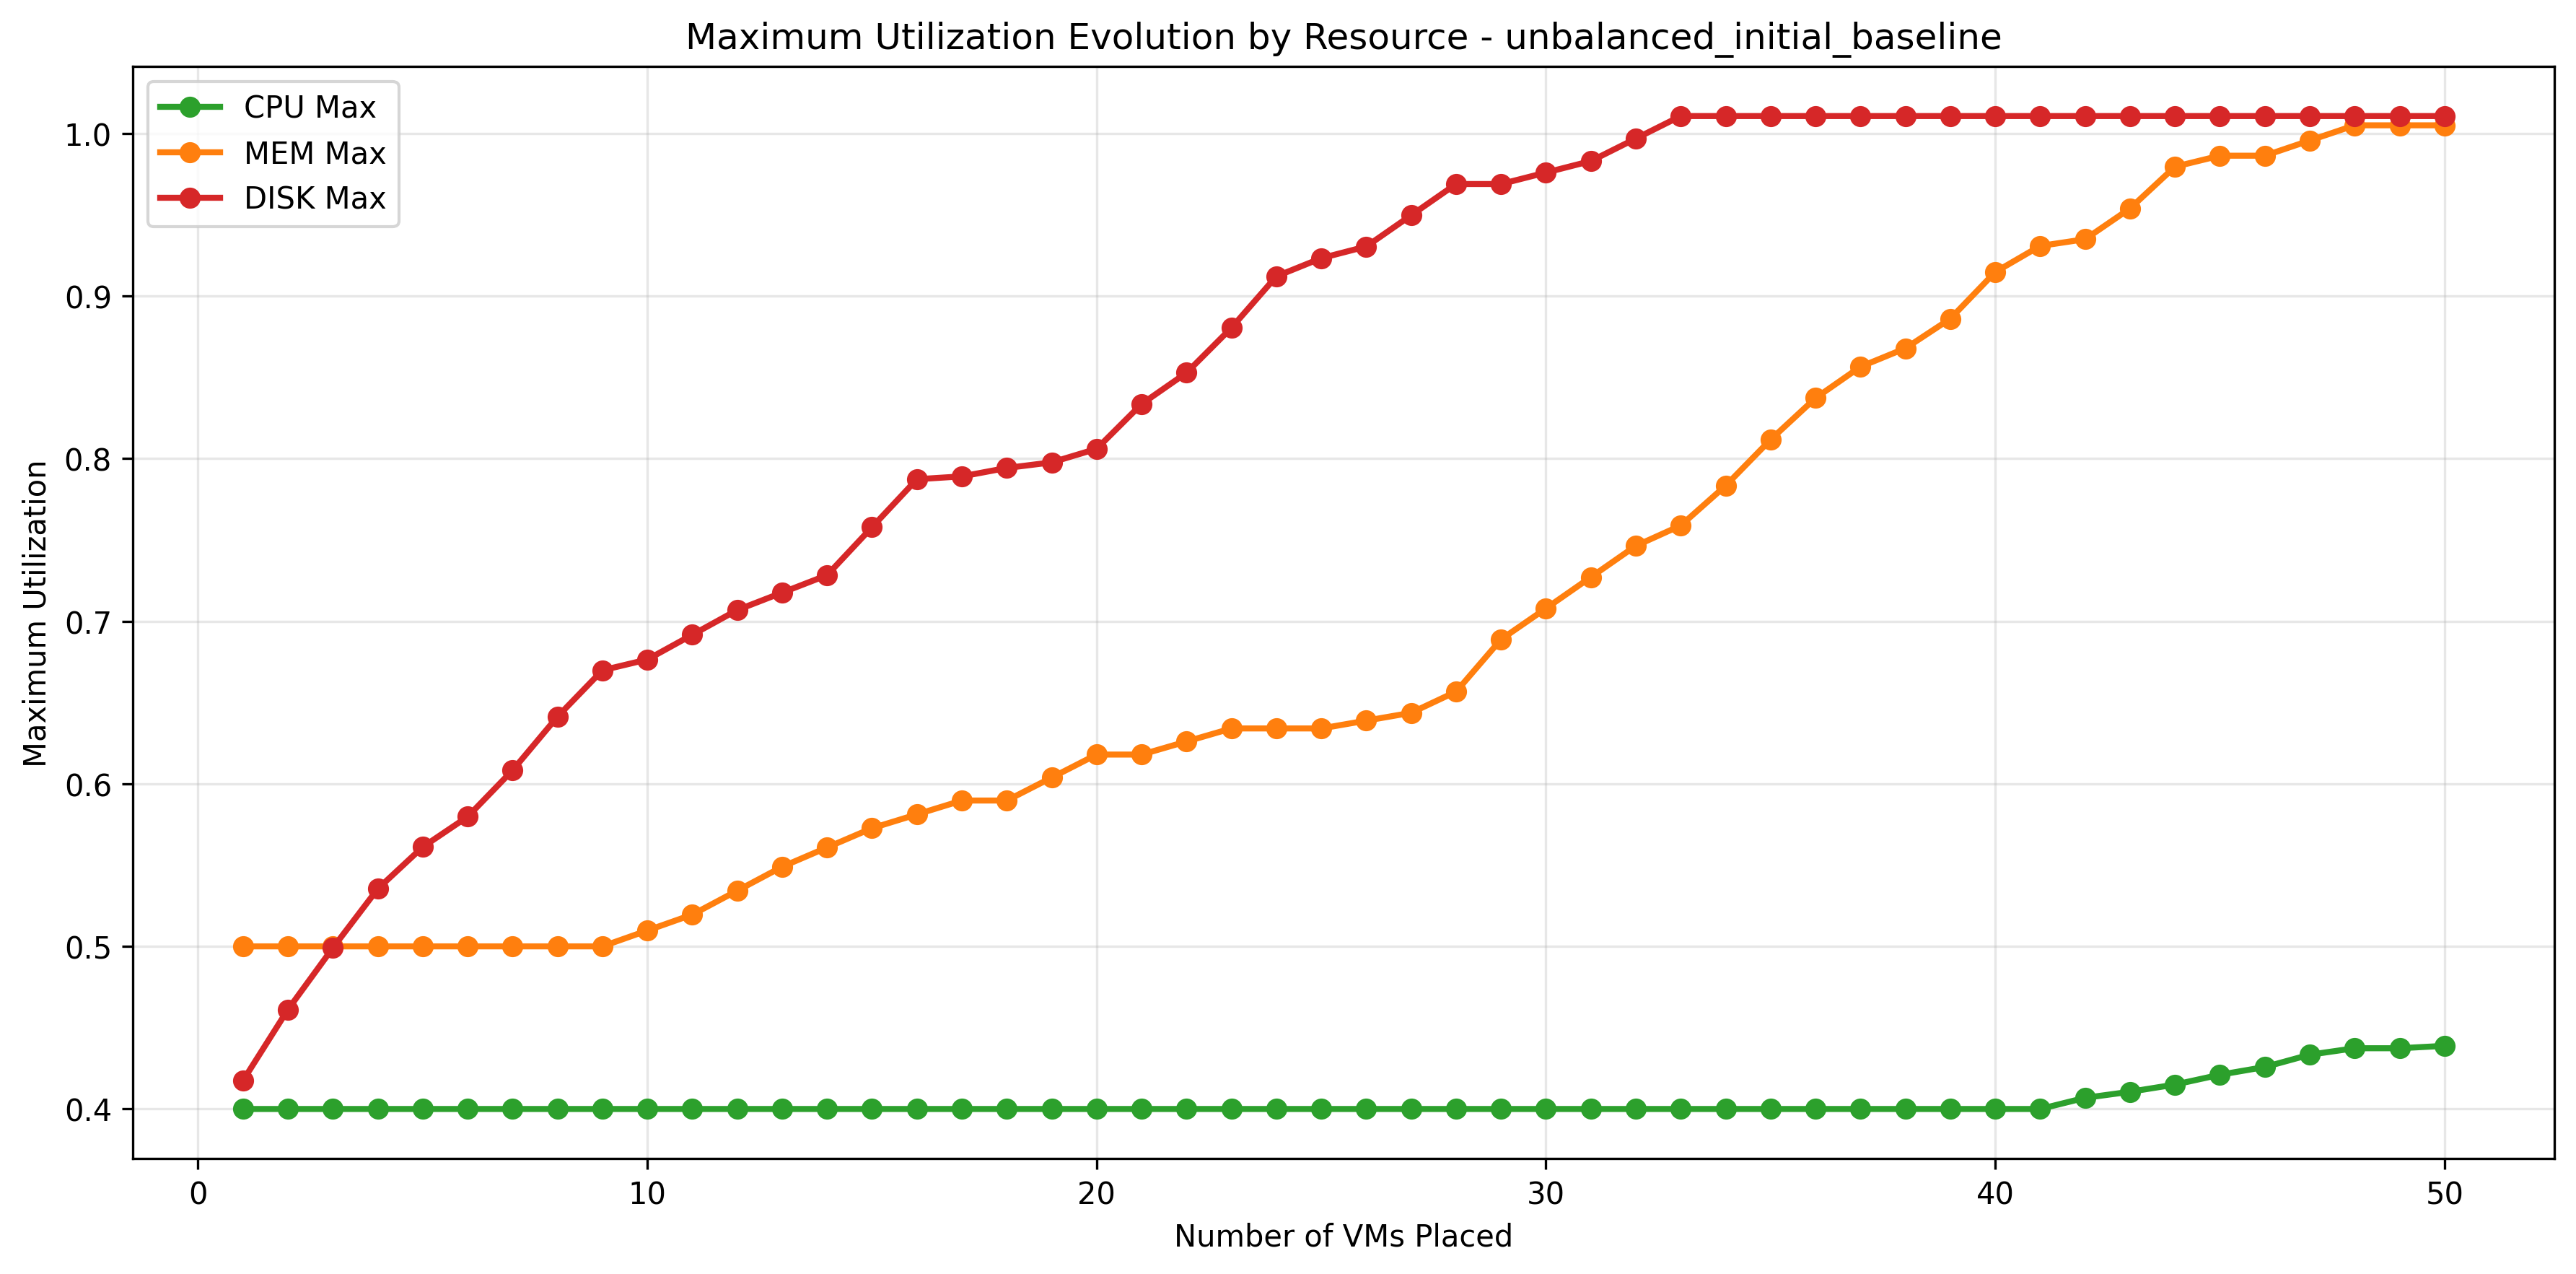 Maximum Utilization Evolution by Resource - unbalanced_initial_baseline
CPU Max
MEM Max
DISK Max
1.0
0.9
0.8
0.7
0.6
0.5
0.4
Maximum Utilization
0 10 20 30 40 50
Number of VMs Placed